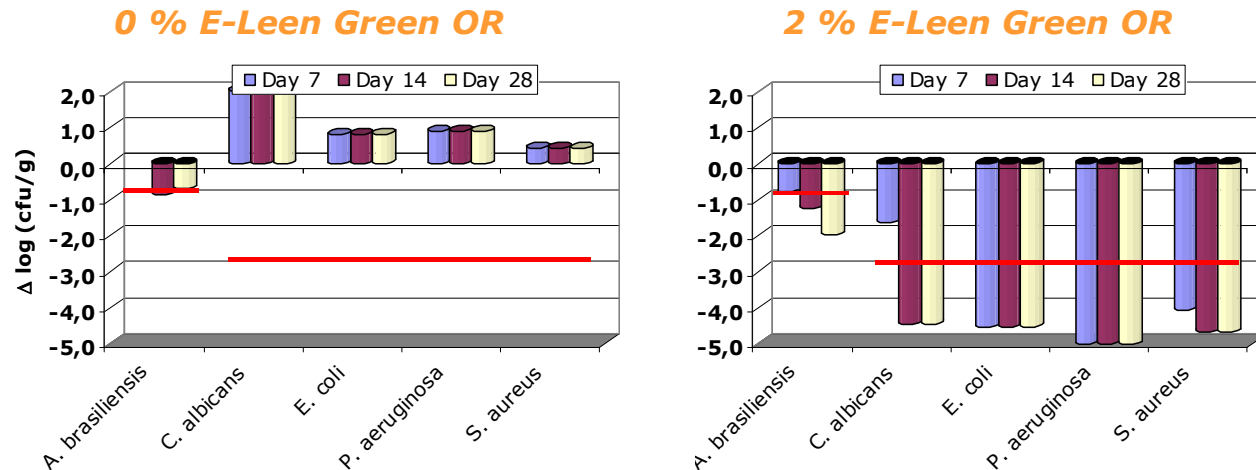 0 % E-Leen Green OR
Day 7 Day 14 Day 28
2,0
1,0
0,0
-1,0
-2,0
-3,0
-4,0
-5,0
Δ log (cfu/g)
A. brasiliensis
C. albicans
E. coli
P. aeruginosa
S. aureus
2 % E-Leen Green OR
Day 7 Day 14 Day 28
2,0
1,0
0,0
-1,0
-2,0
-3,0
-4,0
-5,0
A. brasiliensis
C. albicans
E. coli
P. aeruginosa
S. aureus